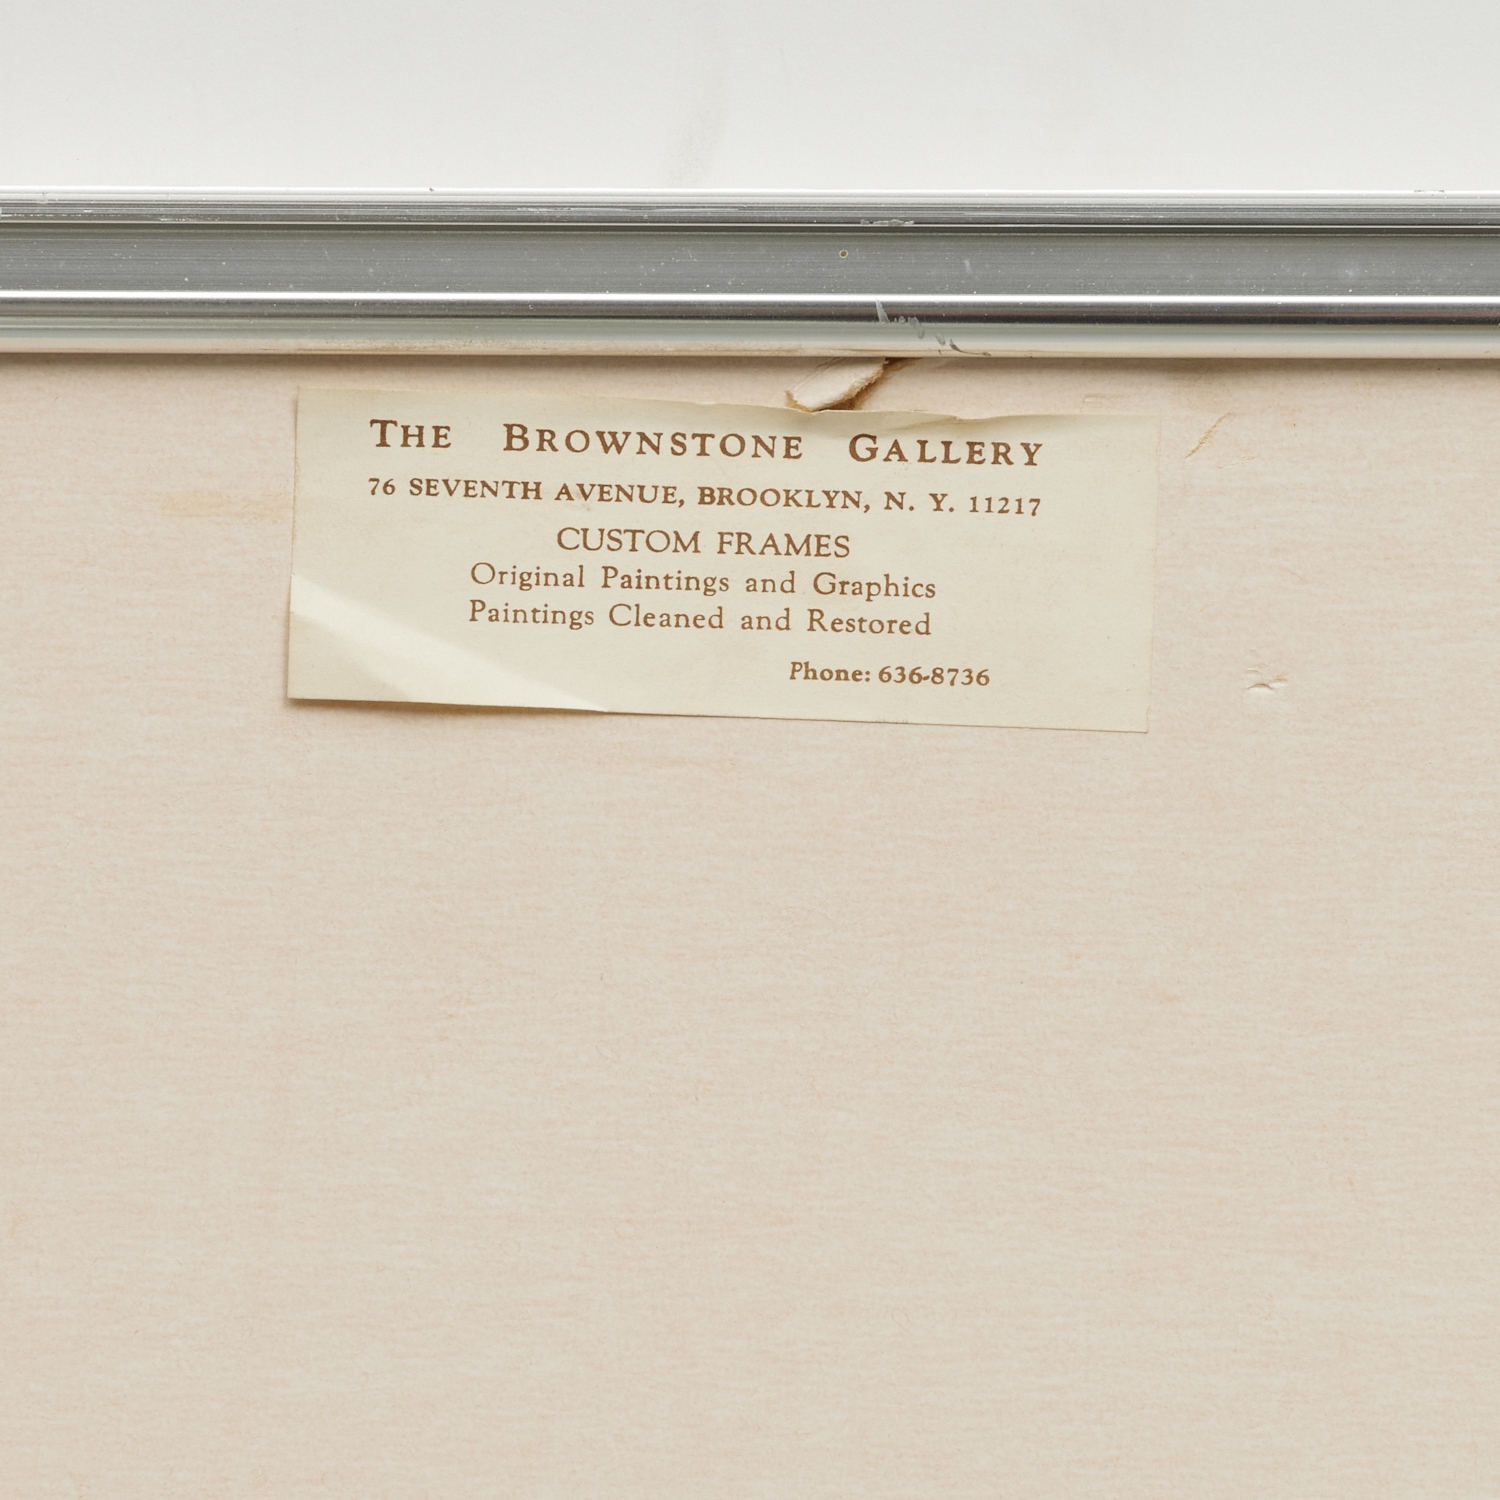 THE BROWNSTONE GALLERY
76 SEVENTH AVENUE, BROOKLYN, N. Y. 11217
CUSTOM FRAMES
Original Paintings and Graphics
Paintings Cleaned and Restored
Phone: 636-8736